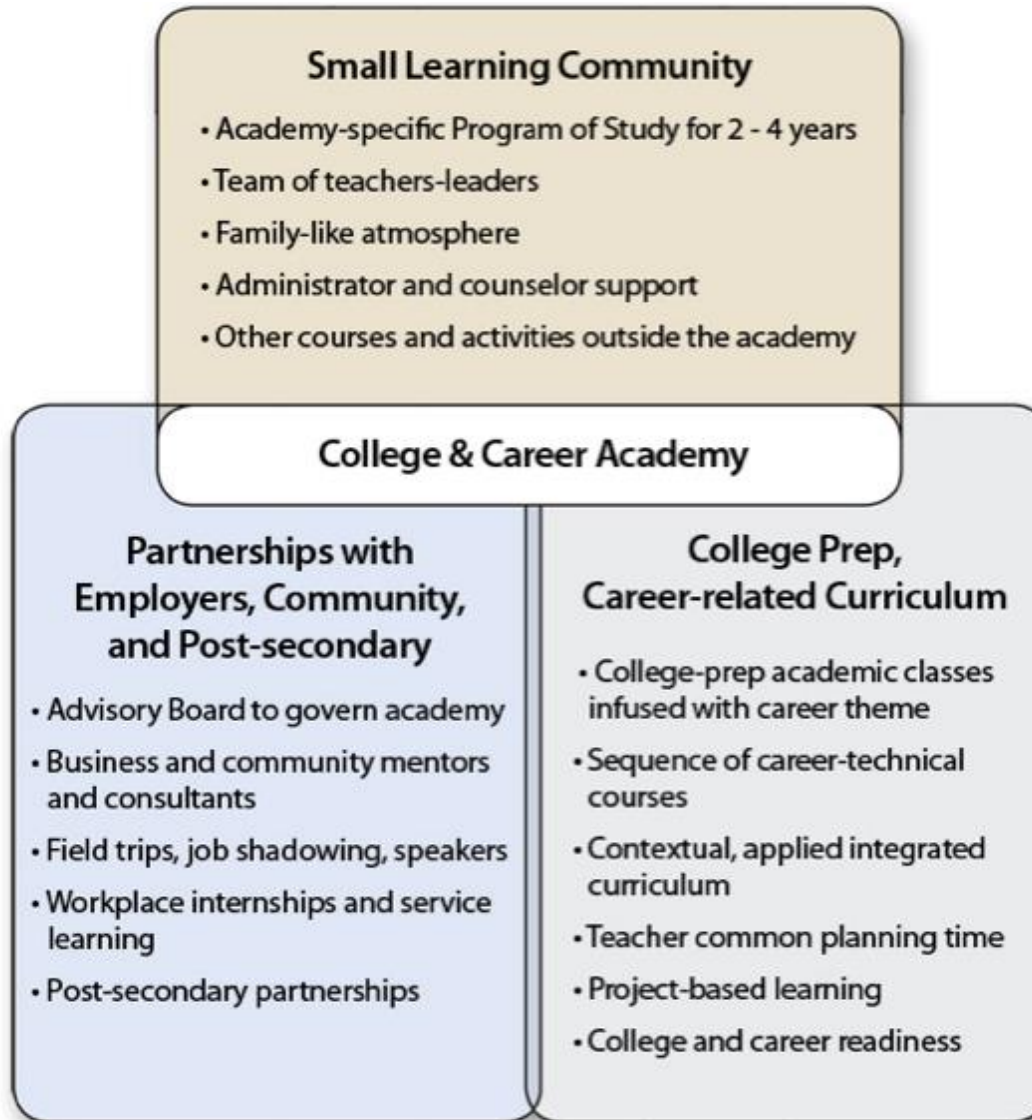 Small Learning Community
• Academy-specific Program of Study for 2 - 4 years
• Team of teachers-leaders
• Family-like atmosphere
• Administrator and counselor support
• Other courses and activities outside the academy
College & Career Academy
Partnerships with
Employers, Community,
and Post-secondary
• Advisory Board to govern academy
• Business and community mentors
and consultants
• Field trips, job shadowing, speakers
• Workplace internships and service
learning
• Post-secondary partnerships
College Prep,
Career-related Curriculum
• College-prep academic classes
infused with career theme
• Sequence of career-technical
courses
• Contextual, applied integrated
curriculum
• Teacher common planning time
• Project-based learning
• College and career readiness